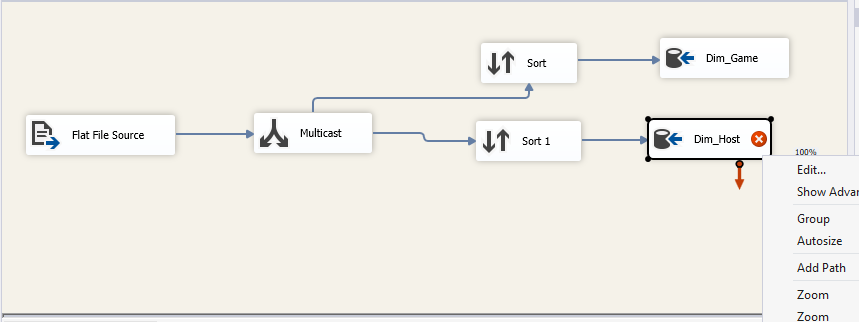 Sort
Dim_Game
Flat File Source
Multicast
Sort 1
Dim_Host
100%
Edit...
Show Advar
Group
Autosize
Add Path
Zoom
Zoom